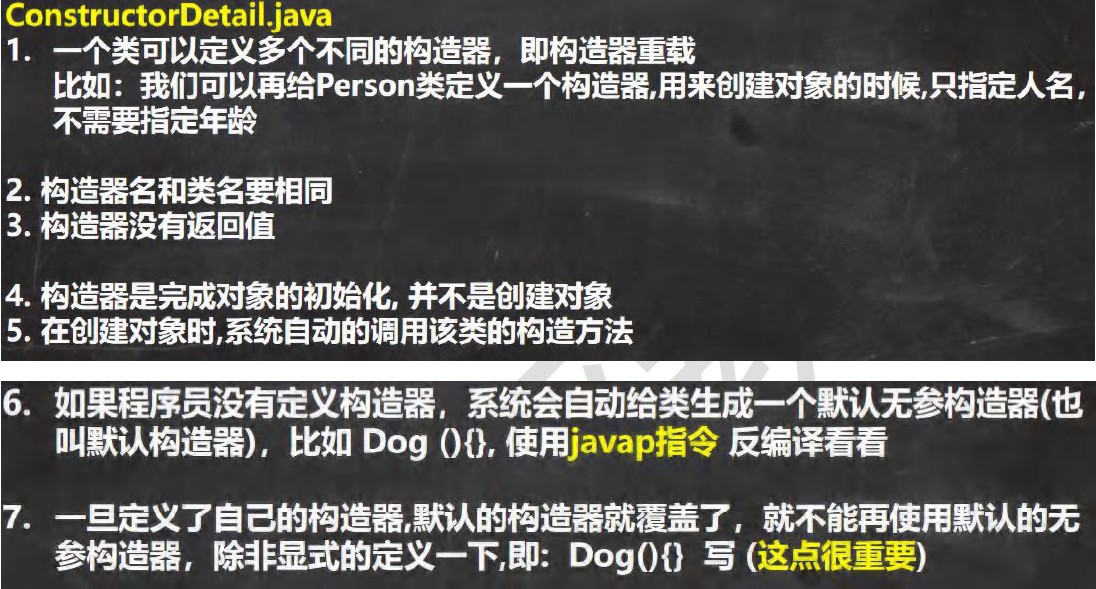 ConstructorDetail.java
1. 一个类可以定义多个不同的构造器，即构造器重载
比如：我们可以再给Person类定义一个构造器,用来创建对象的时候,只指定人名，
不需要指定年龄
2. 构造器名和类名要相同
3. 构造器没有返回值
4. 构造器是完成对象的初始化, 并不是创建对象
5. 在创建对象时,系统自动的调用该类的构造方法
6. 如果程序员没有定义构造器，系统会自动给类生成一个默认无参构造器(也
叫默认构造器)，比如 Dog (){}, 使用javap指令 反编译看看
7. 一旦定义了自己的构造器,默认的构造器就覆盖了，就不能再使用默认的无
参构造器，除非显式的定义一下,即: Dog(){} 写 (这点很重要)